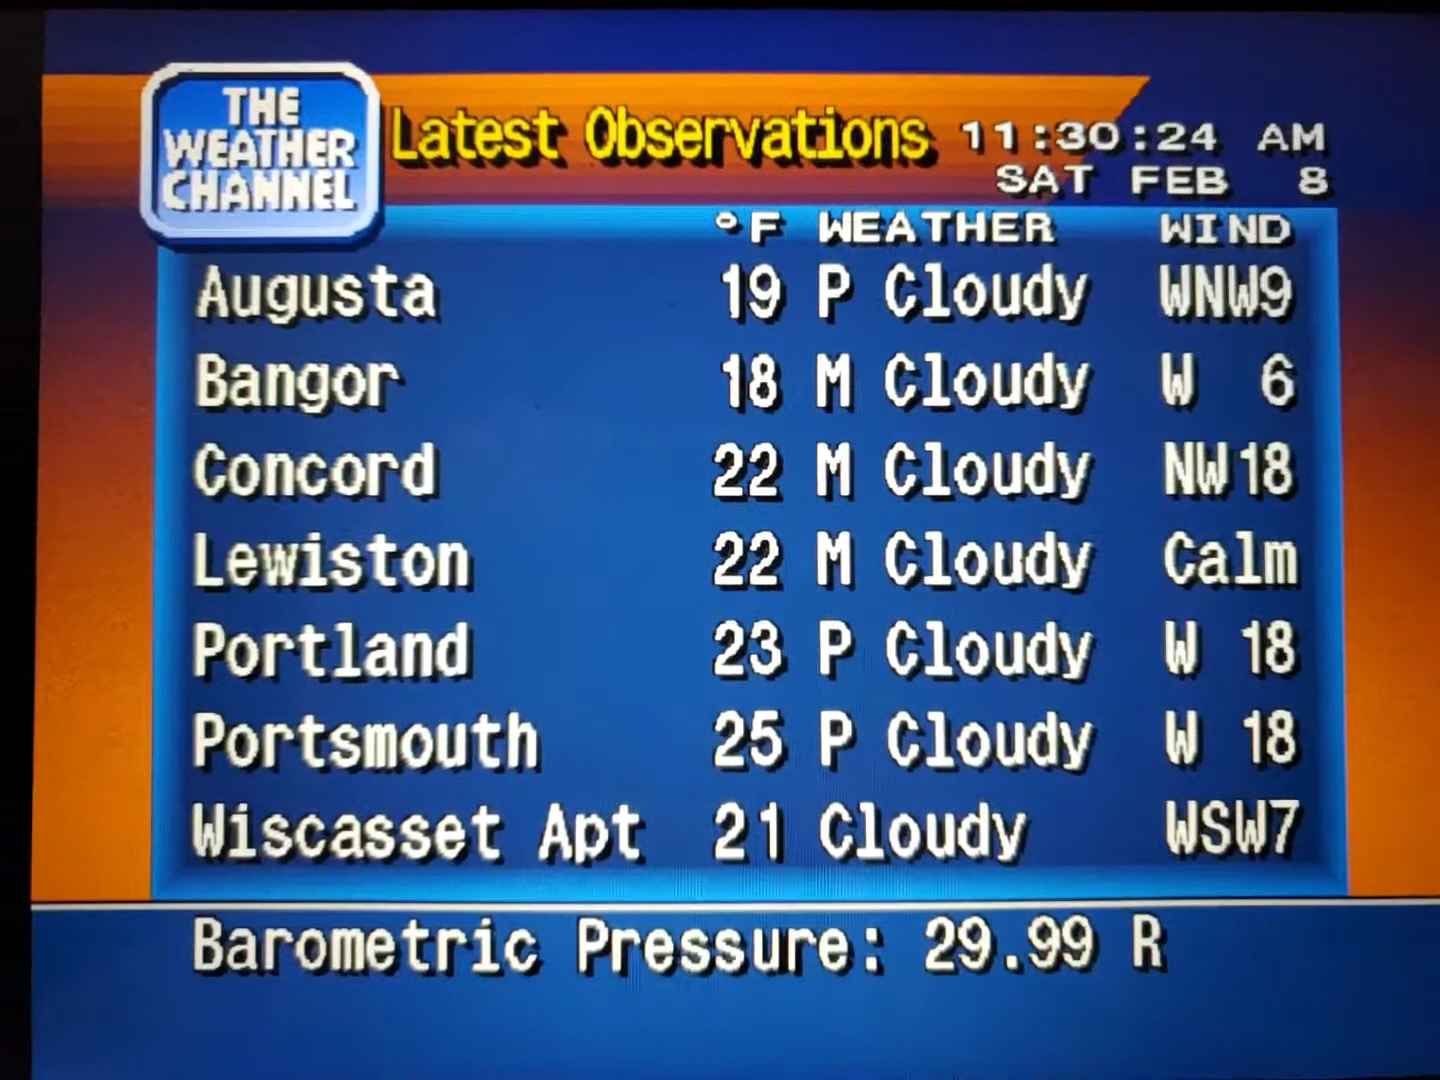 THE
WEATHER
CHANNEL
Latest Observations 11:30:24 AM
SAT FEB 8
°F WEATHER WIND
Augusta 19 P Cloudy WNW9
Bangor 18 M Cloudy W 6
Concord 22 M Cloudy NW18
Lewiston 22 M Cloudy Calm
Portland 23 P Cloudy W 18
Portsmouth 25 P Cloudy W 18
Wiscasset Apt 21 Cloudy WSW7
Barometric Pressure: 29.99 R